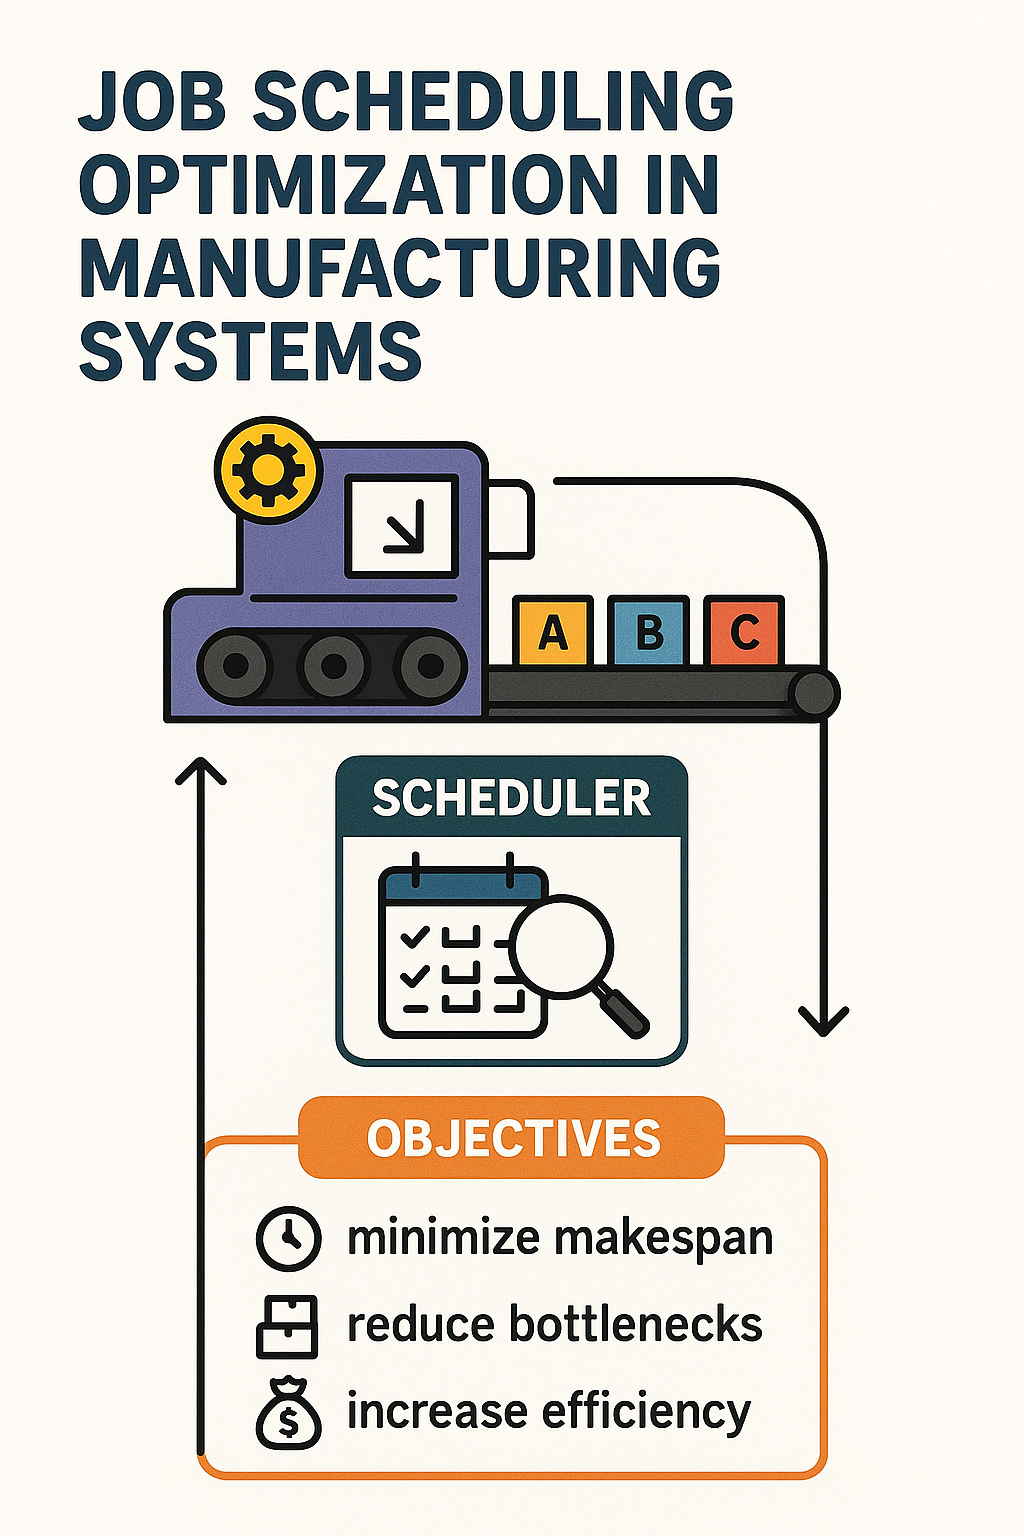 JOB SCHEDULING
OPTIMIZATION IN
MANUFACTURING
SYSTEMS
A B C
SCHEDULER
OBJECTIVES
minimize makespan
reduce bottlenecks
$ increase efficiency